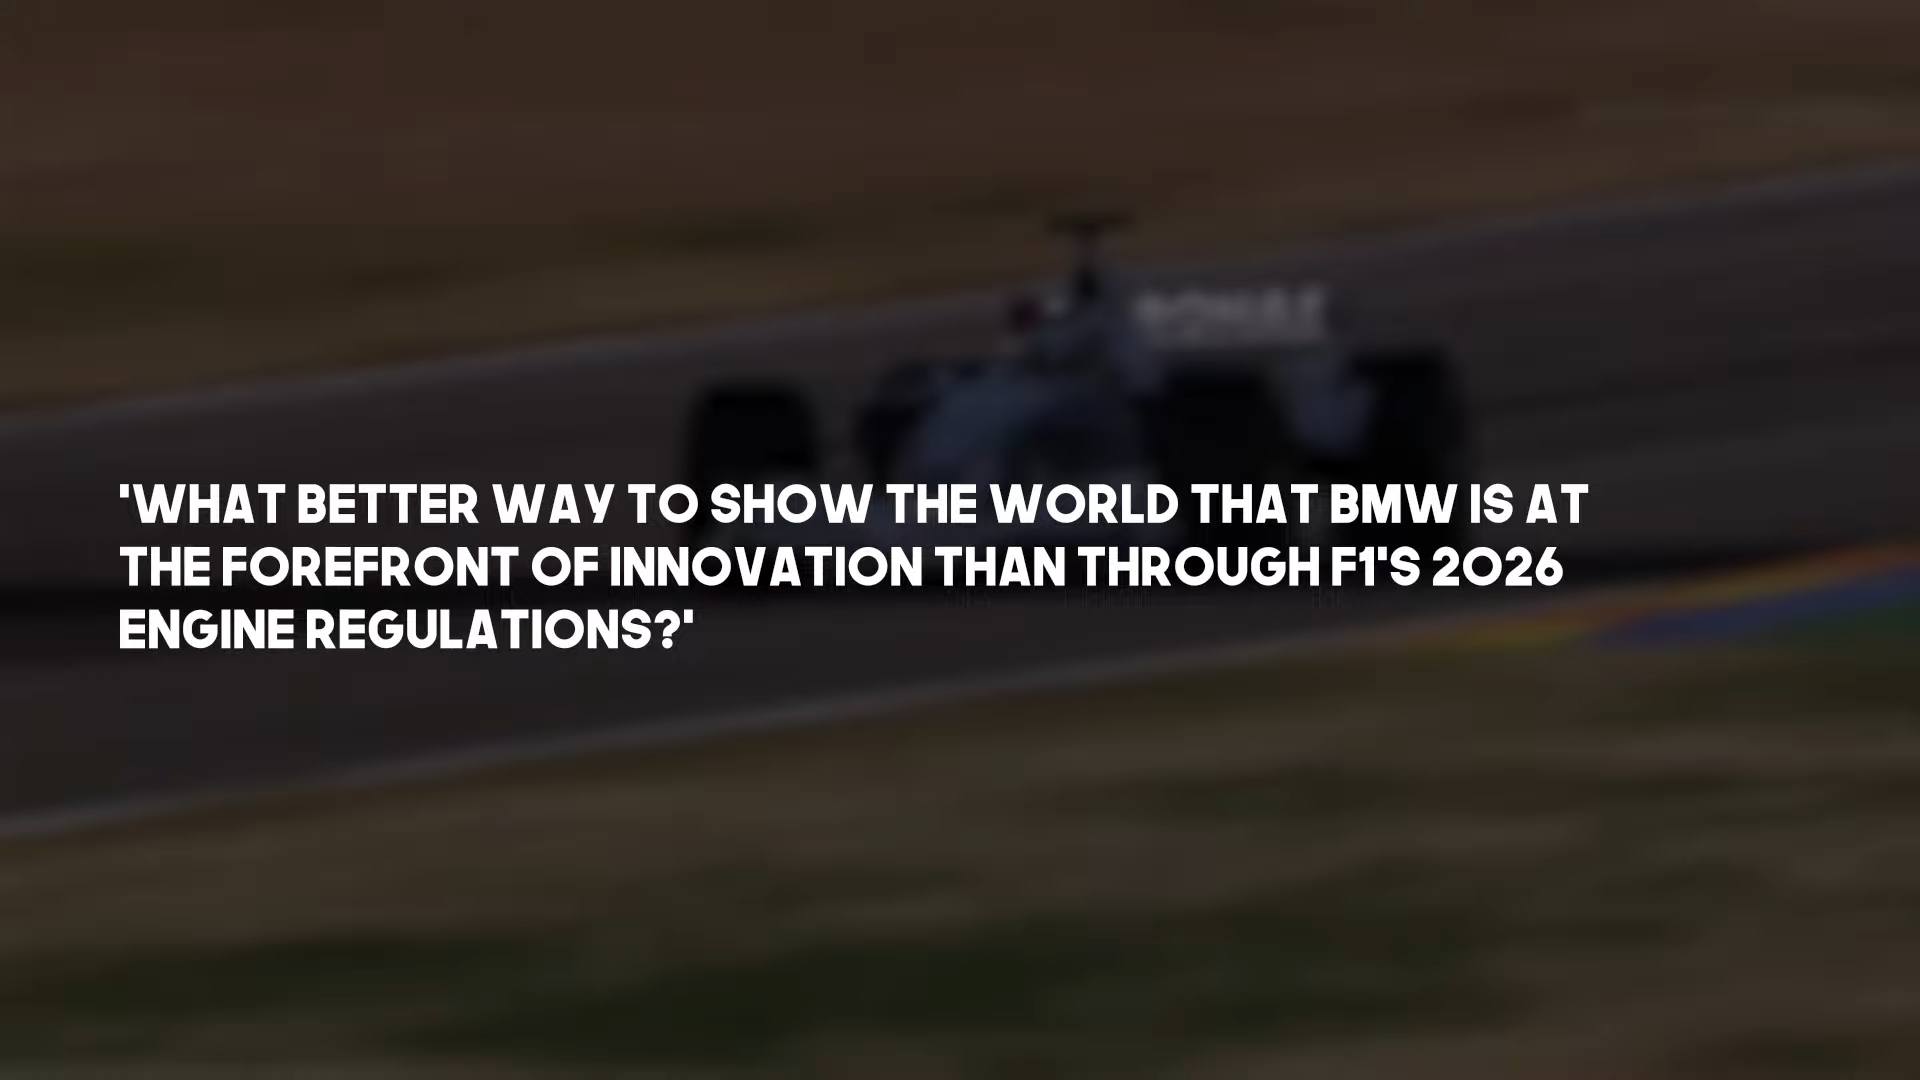 'WHAT BETTER WAY TO SHOW THE WORLD THAT BMW IS AT
THE FOREFRONT OF INNOVATION THAN THROUGH F1'S 2026
ENGINE REGULATIONS?'